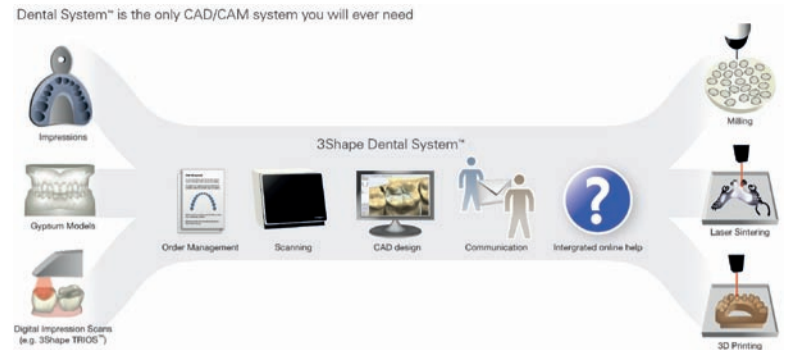 Dental System™ is the only CAD/CAM system you will ever need
Impressions
Gyptum Models
Digital Impression Scans
(e.g. 3Shape TRIOS™)
3Shape Dental System™
Order Management
Scanning
CAD design
Communication
?
Intergrated online help
Milling
Laser Sintering
3D Printing